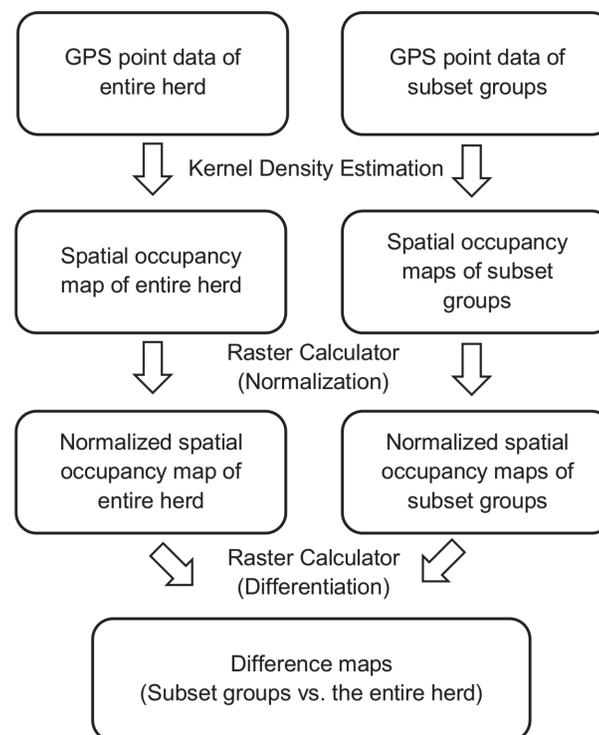 GPS point data of
entire herd
GPS point data of
subset groups
Kernel Density Estimation
Spatial occupancy
map of entire herd
Spatial occupancy
maps of subset
groups
Raster Calculator
(Normalization)
Normalized spatial
occupancy map of
entire herd
Normalized spatial
occupancy maps of
subset groups
Raster Calculator
(Differentiation)
Difference maps
(Subset groups vs. the entire herd)